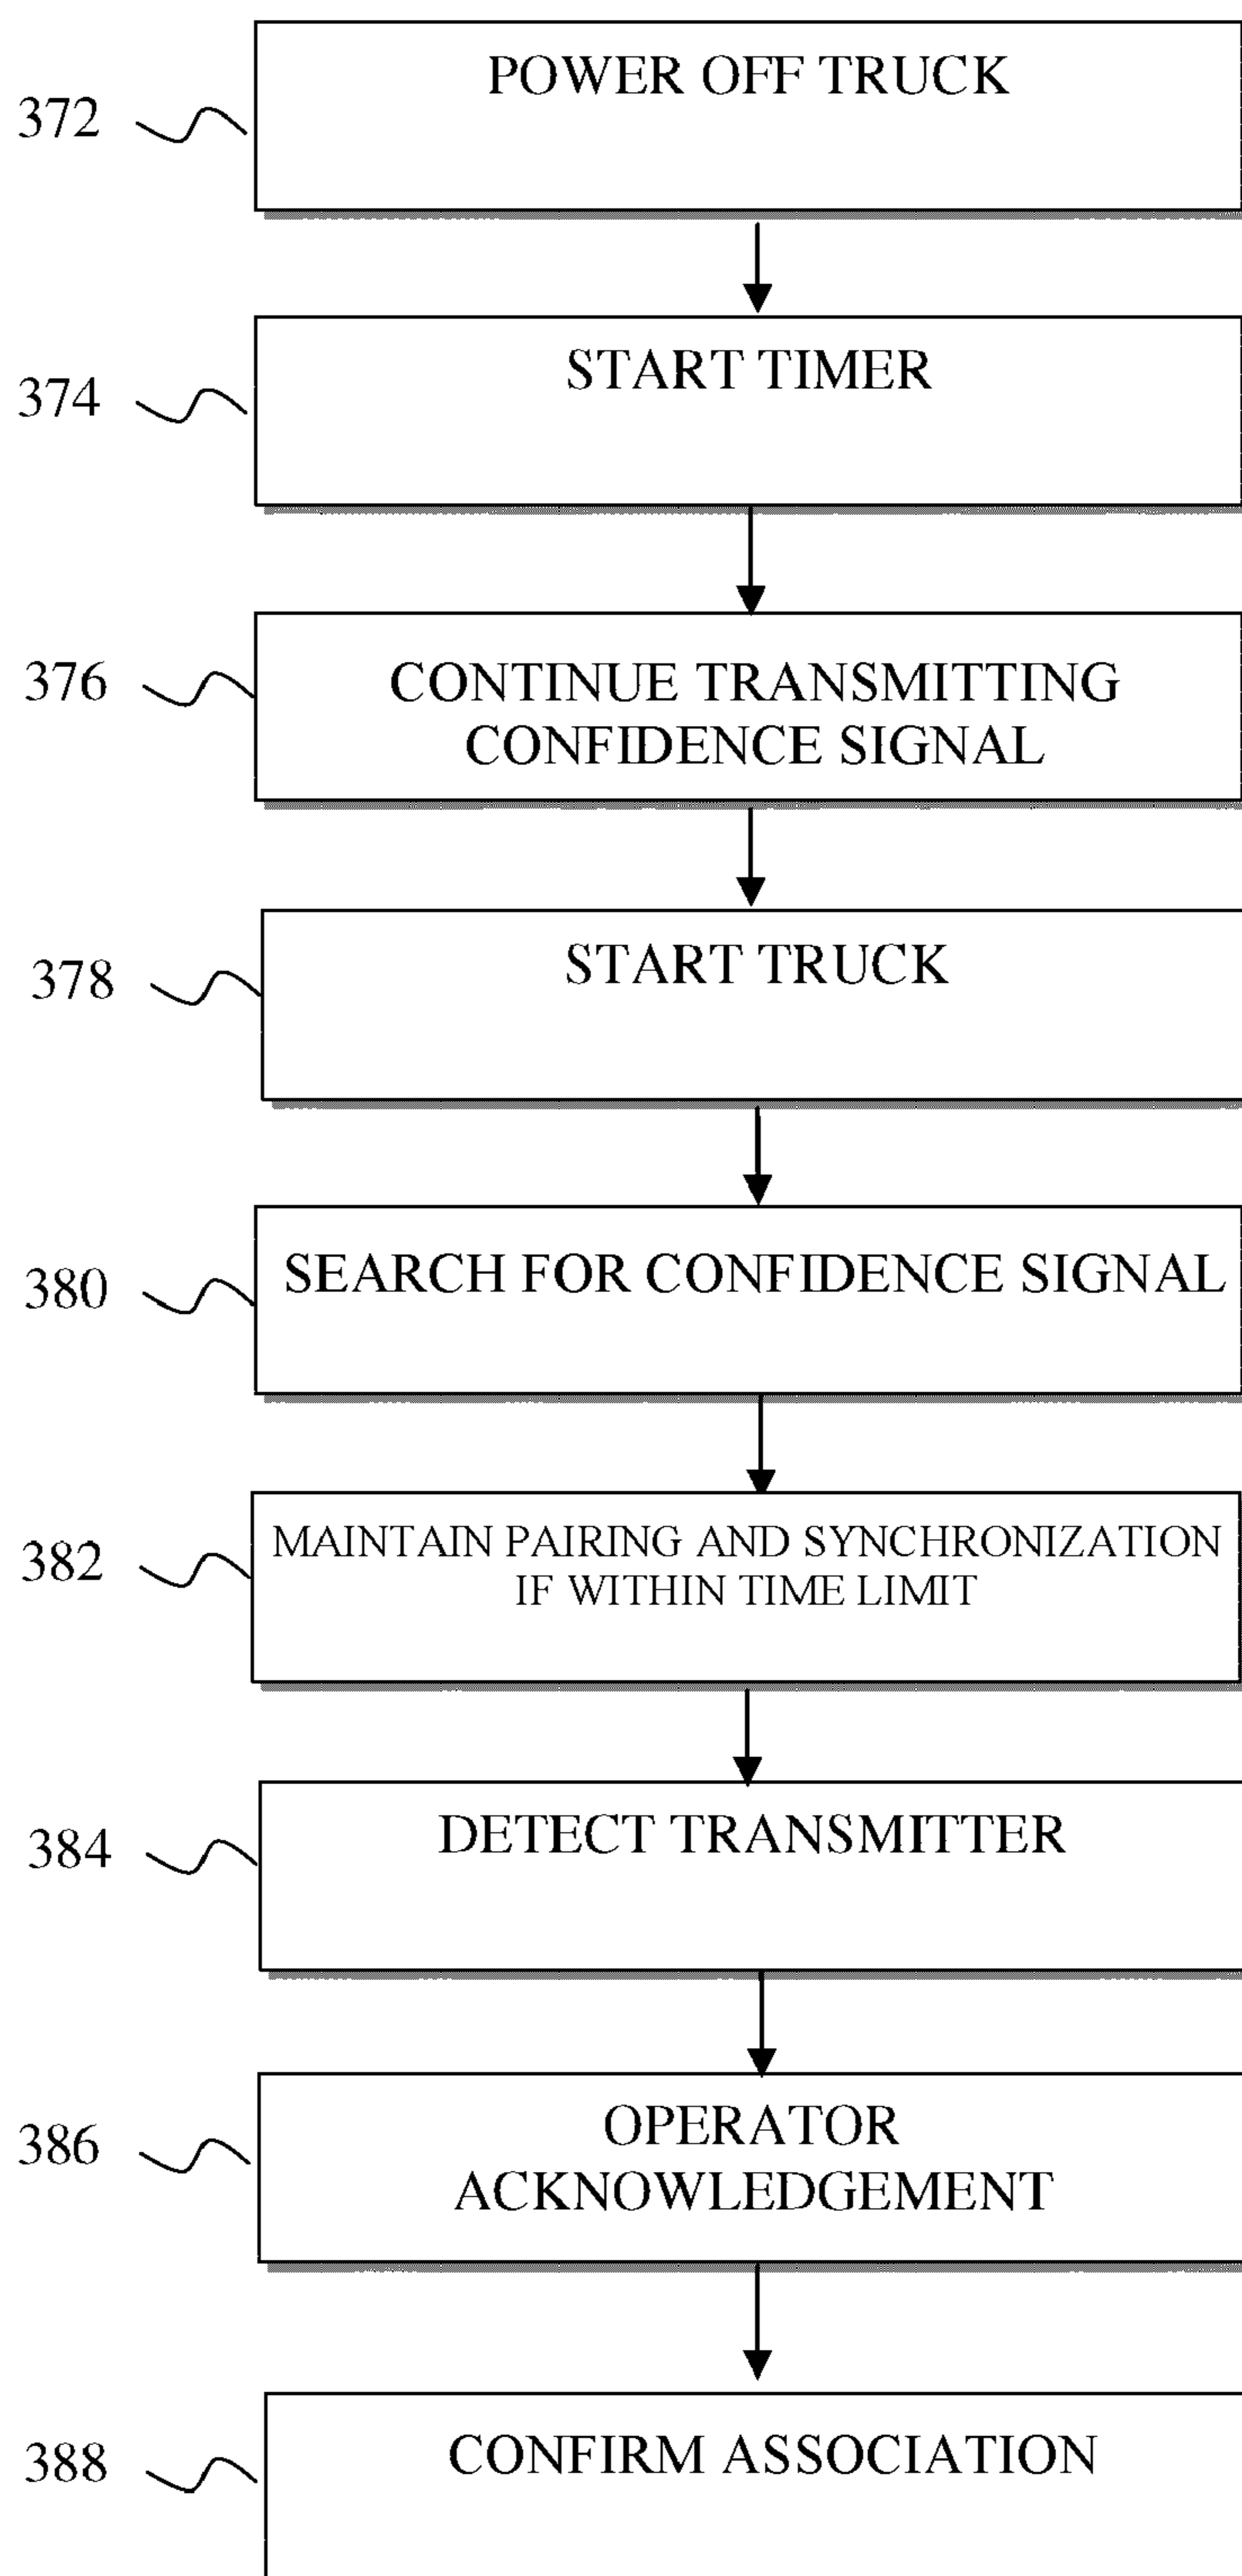 POWER OFF TRUCK
372
START TIMER
374
CONTINUE TRANSMITTING
CONFIDENCE SIGNAL
376
START TRUCK
378
SEARCH FOR CONFIDENCE SIGNAL
380
MAINTAIN PAIRING AND SYNCHRONIZATION
IF WITHIN TIME LIMIT
382
DETECT TRANSMITTER
384
OPERATOR
ACKNOWLEDGEMENT
386
CONFIRM ASSOCIATION
388